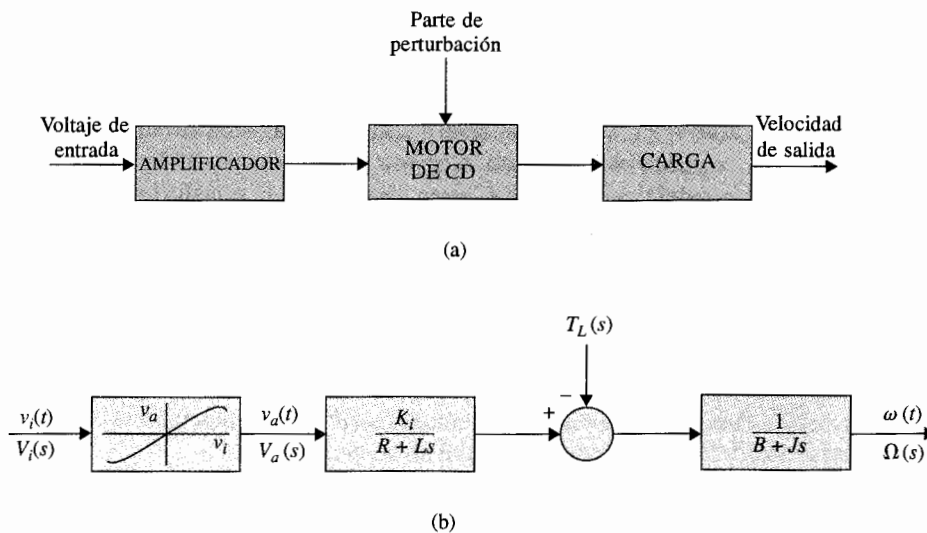 Parte de
perturbación
Voltaje de
entrada
AMPLIFICADOR
MOTOR
DE CD
CARGA
Velocidad
de salida
(a)
T_L(s)
v_i(t)
V_i(s)
v_a
v_i
v_a(t)
V_a(s)
K_i
R + Ls
+
−
1
B + Js
ω(t)
Ω(s)
(b)